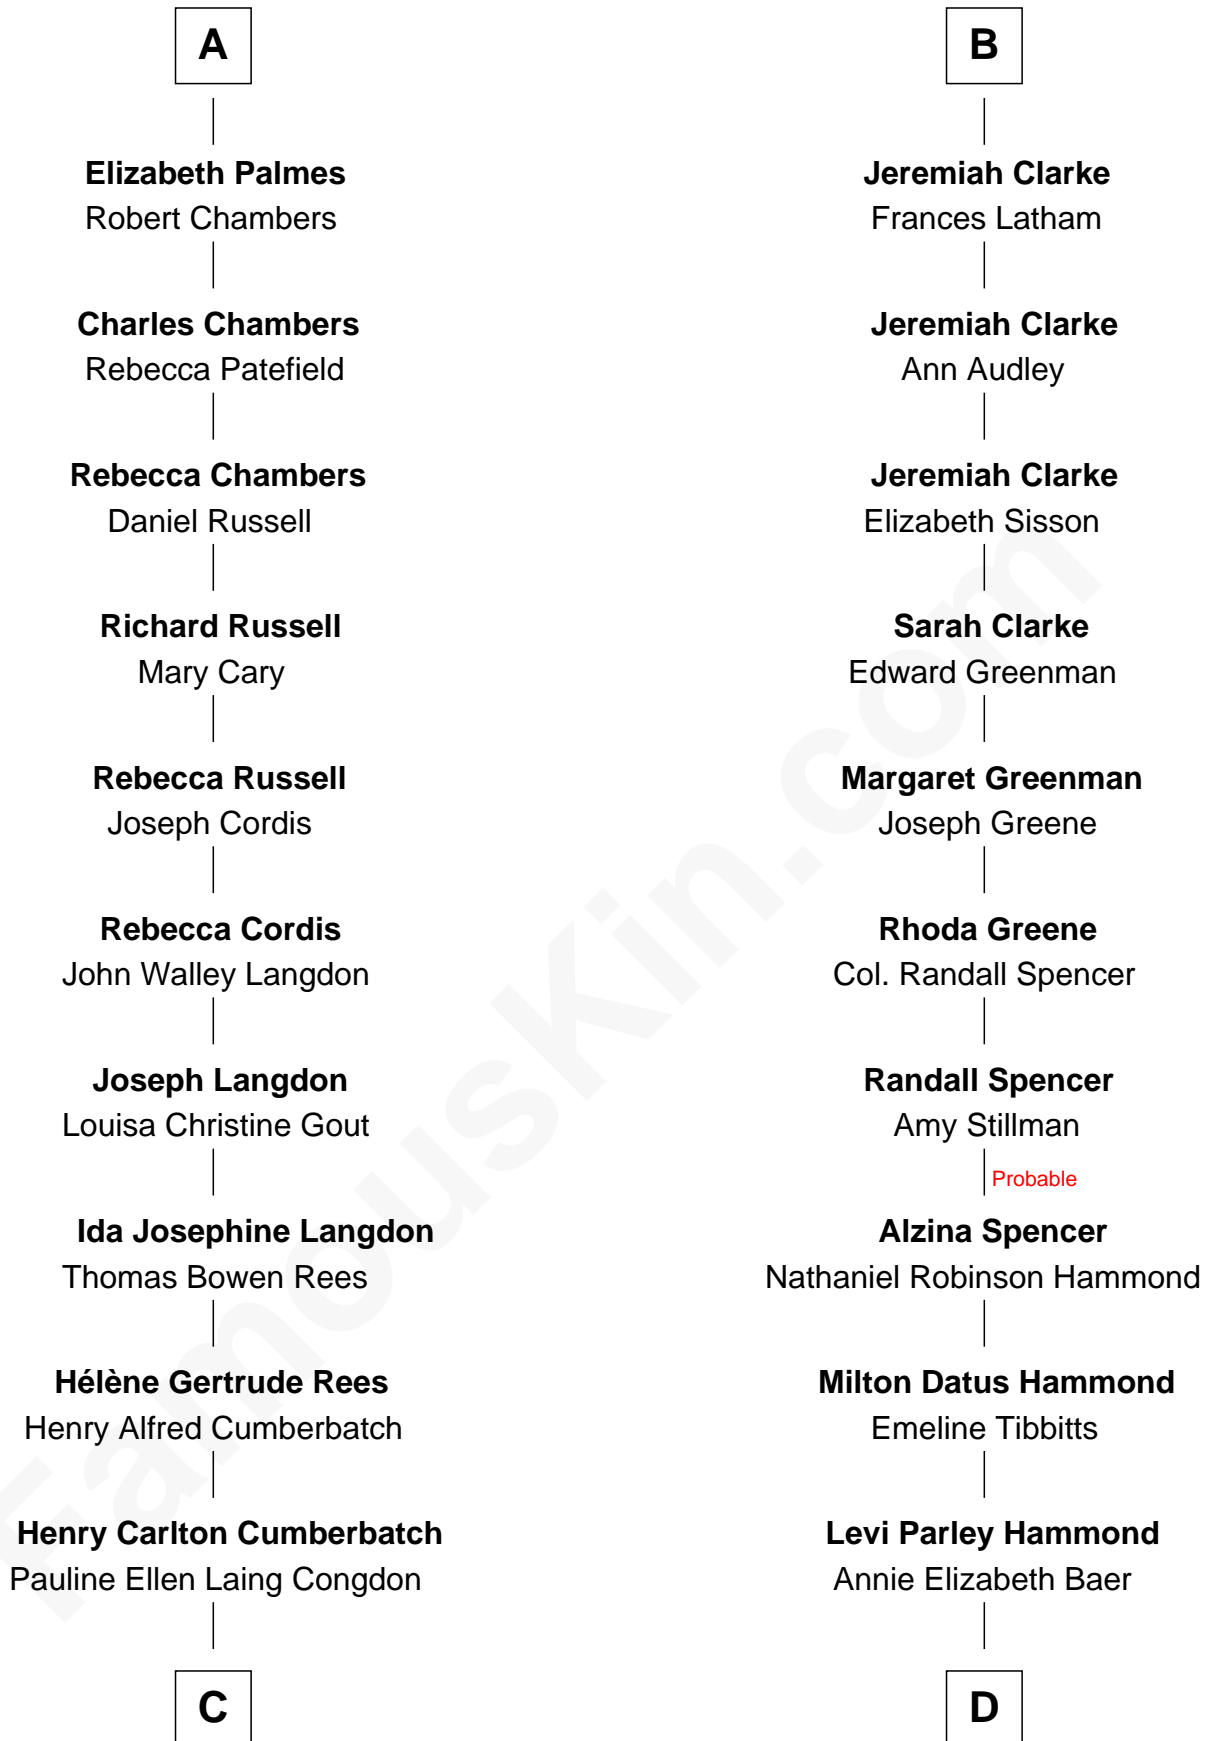 A
Elizabeth Palmes
Robert Chambers
Charles Chambers
Rebecca Patefield
Rebecca Chambers
Daniel Russell
Richard Russell
Mary Cary
Rebecca Russell
Joseph Cordis
Rebecca Cordis
John Walley Langdon
Joseph Langdon
Louisa Christine Gout
Ida Josephine Langdon
Thomas Bowen Rees
Hélène Gertrude Rees
Henry Alfred Cumberbatch
Henry Carlton Cumberbatch
Pauline Ellen Laing Congdon
C
B
Jeremiah Clarke
Frances Latham
Jeremiah Clarke
Ann Audley
Jeremiah Clarke
Elizabeth Sisson
Sarah Clarke
Edward Greenman
Margaret Greenman
Joseph Greene
Rhoda Greene
Col. Randall Spencer
Randall Spencer
Amy Stillman
Probable
Alzina Spencer
Nathaniel Robinson Hammond
Milton Datus Hammond
Emeline Tibbitts
Levi Parley Hammond
Annie Elizabeth Baer
D
FamousKin.com